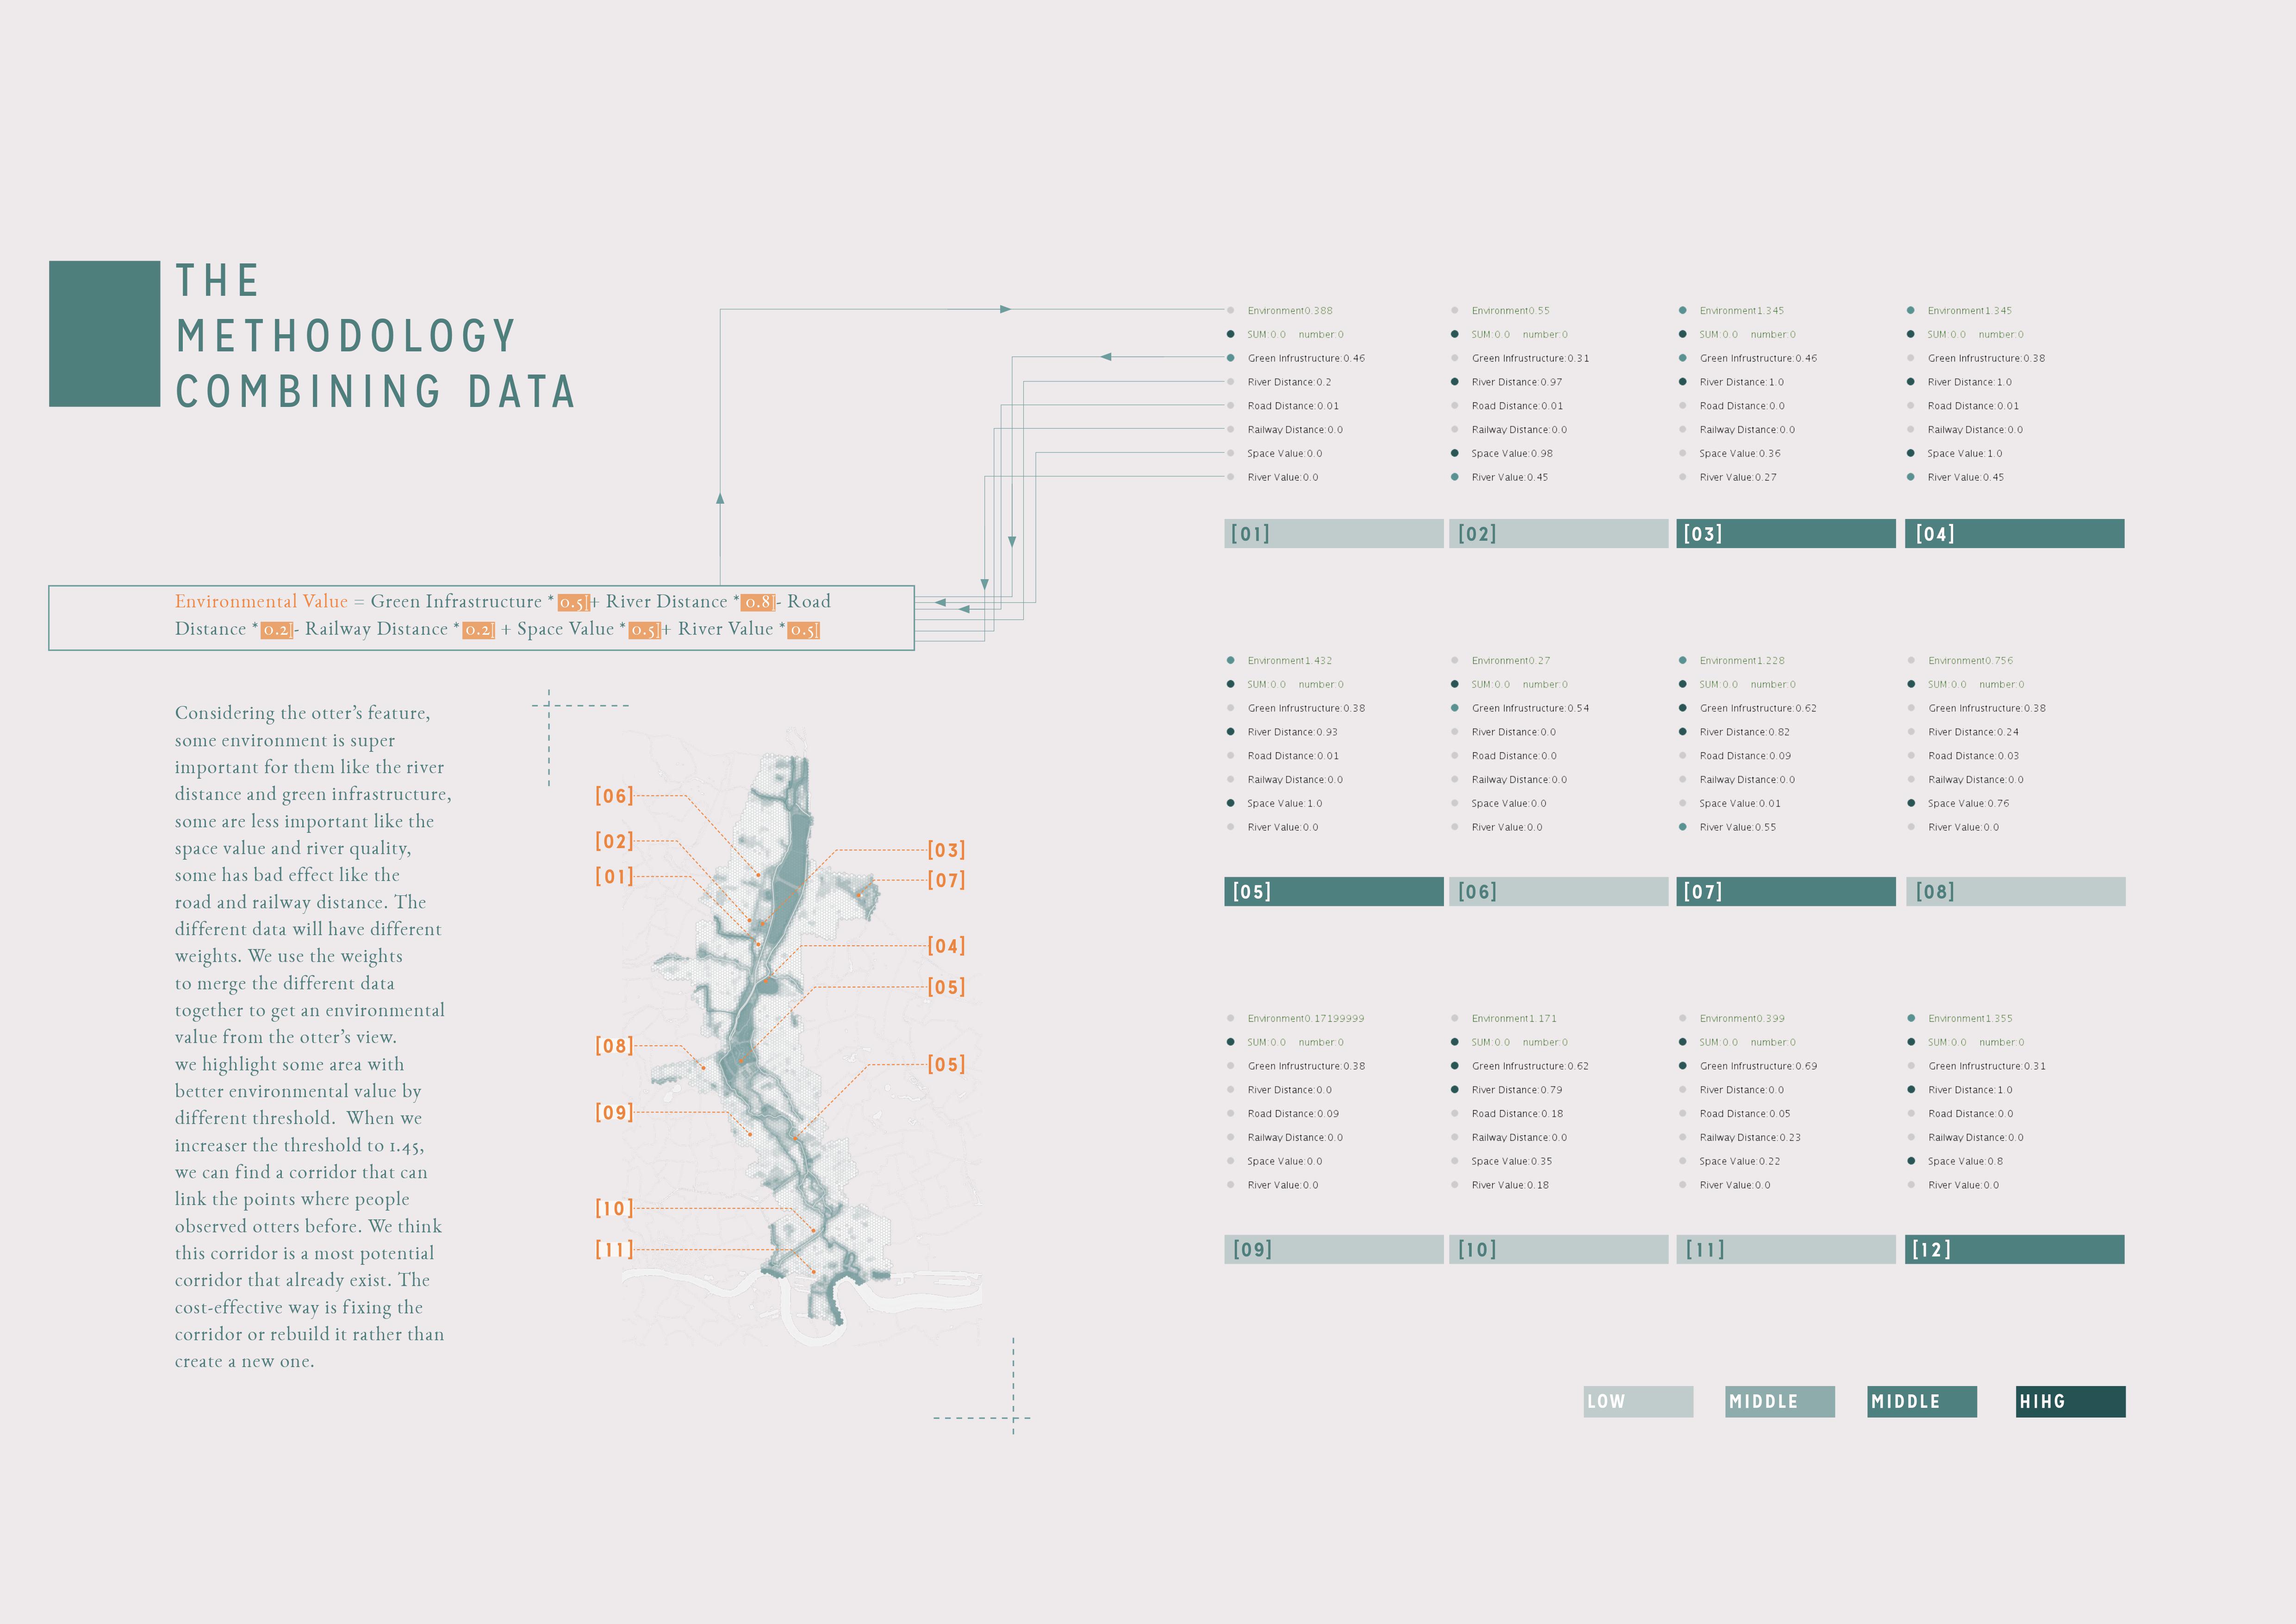 THE
METHODOLOGY
COMBINING DATA
Environmental Value = Green Infrastructure * 0.5]+ River Distance * 0.8]- Road
Distance * 0.2]- Railway Distance * 0.2] + Space Value * 0.5]+ River Value * 0.5]
Considering the otter's feature,
some environment is super
important for them like the river
distance and green infrastructure,
some are less important like the
space value and river quality,
some has bad effect like the
road and railway distance. The
different data will have different
weights. We use the weights
to merge the different data
together to get an environmental
value from the otter's view.
we highlight some area with
better environmental value by
different threshold.  When we
increaser the threshold to 1.45,
we can find a corridor that can
link the points where people
observed otters before. We think
this corridor is a most potential
corridor that already exist. The
cost-effective way is fixing the
corridor or rebuild it rather than
create a new one.
[06]
[02]
[01]
[03]
[07]
[04]
[05]
[08]
[05]
[09]
[10]
[11]
Environment0.388
SUM:0.0 number:0
Green Infrustructure:0.46
River Distance:0.2
Road Distance:0.01
Railway Distance:0.0
Space Value:0.0
River Value:0.0
[01]
Environment0.55
SUM:0.0 number:0
Green Infrustructure:0.31
River Distance:0.97
Road Distance:0.01
Railway Distance:0.0
Space Value:0.98
River Value:0.45
[02]
Environment1.345
SUM:0.0 number:0
Green Infrustructure:0.46
River Distance:1.0
Road Distance:0.0
Railway Distance:0.0
Space Value:0.36
River Value:0.27
[03]
Environment1.345
SUM:0.0 number:0
Green Infrustructure:0.38
River Distance:1.0
Road Distance:0.01
Railway Distance:0.0
Space Value:1.0
River Value:0.45
[04]
Environment1.432
SUM:0.0 number:0
Green Infrustructure:0.38
River Distance:0.93
Road Distance:0.01
Railway Distance:0.0
Space Value:1.0
River Value:0.0
[05]
Environment0.27
SUM:0.0 number:0
Green Infrustructure:0.54
River Distance:0.0
Road Distance:0.0
Railway Distance:0.0
Space Value:0.0
River Value:0.0
[06]
Environment1.228
SUM:0.0 number:0
Green Infrustructure:0.62
River Distance:0.82
Road Distance:0.09
Railway Distance:0.0
Space Value:0.01
River Value:0.55
[07]
Environment0.756
SUM:0.0 number:0
Green Infrustructure:0.38
River Distance:0.24
Road Distance:0.03
Railway Distance:0.0
Space Value:0.76
River Value:0.0
[08]
Environment0.17199999
SUM:0.0 number:0
Green Infrustructure:0.38
River Distance:0.0
Road Distance:0.09
Railway Distance:0.0
Space Value:0.0
River Value:0.0
[09]
Environment1.171
SUM:0.0 number:0
Green Infrustructure:0.62
River Distance:0.79
Road Distance:0.18
Railway Distance:0.0
Space Value:0.35
River Value:0.18
[10]
Environment0.399
SUM:0.0 number:0
Green Infrustructure:0.69
River Distance:0.0
Road Distance:0.05
Railway Distance:0.23
Space Value:0.22
River Value:0.0
[11]
Environment1.355
SUM:0.0 number:0
Green Infrustructure:0.31
River Distance:1.0
Road Distance:0.0
Railway Distance:0.0
Space Value:0.8
River Value:0.0
[12]
LOW
MIDDLE
MIDDLE
HIHG